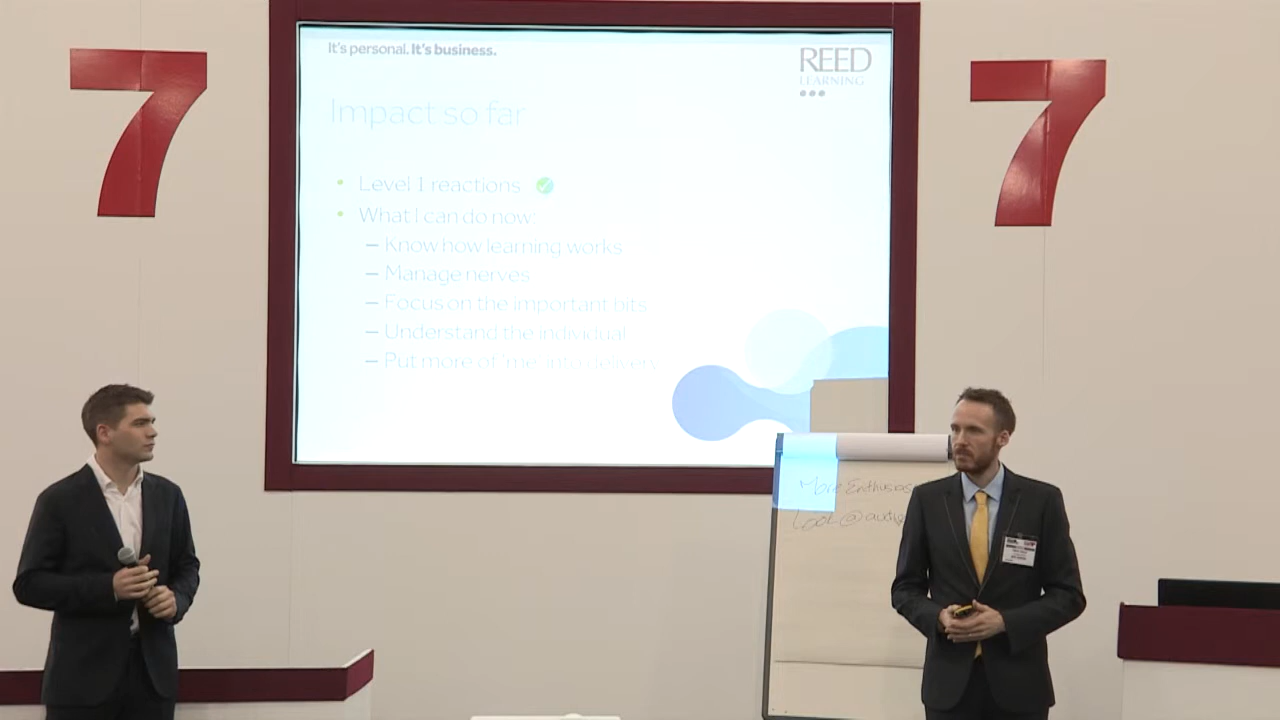 It's personal. It's business.
REED
LEARNING
Impact so far
7
7
• Level 1 reactions
• What I can do now:
– Know how learning works
– Manage nerves
– Focus on the important bits
– Understand the individual
– Put more of 'me' into delivery
More Enthusias
Look @ audi